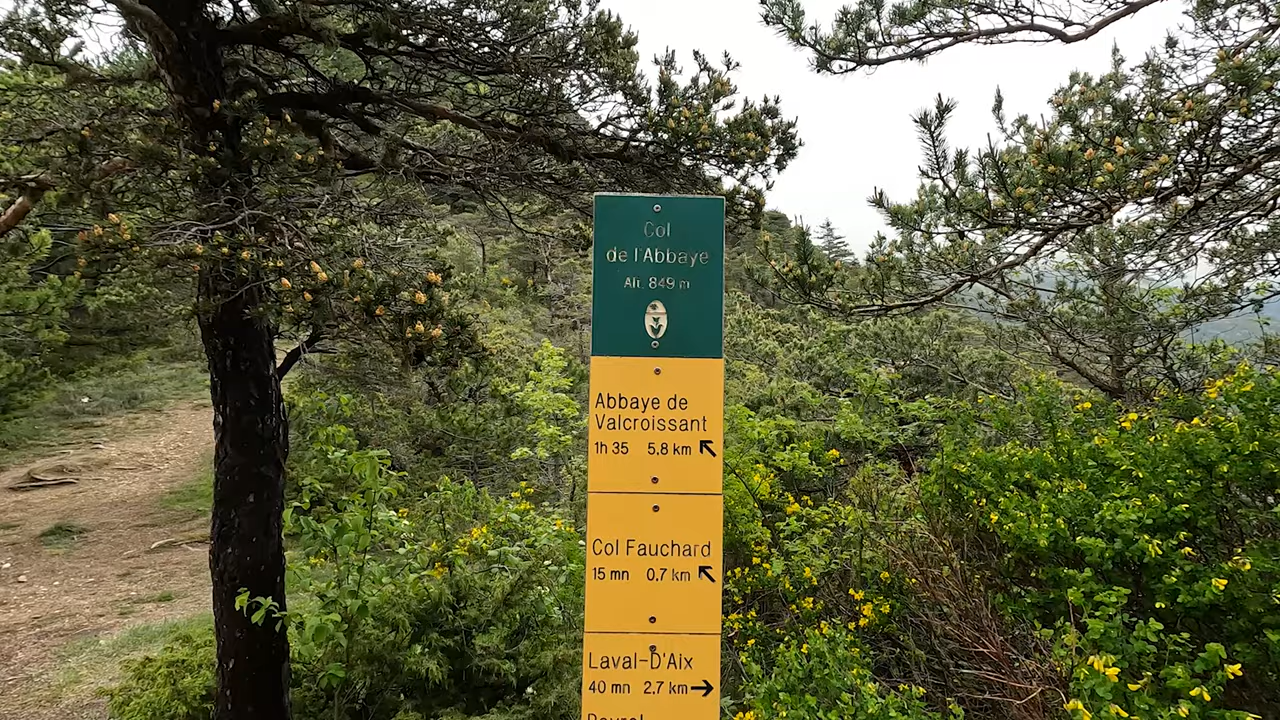 Col
de l'Abbaye
Alt. 849 m
Abbaye de
Valcroissant
1h 35 5.8 km
Col Fauchard
15 mn 0.7 km
Laval-D'Aix
40 mn 2.7 km